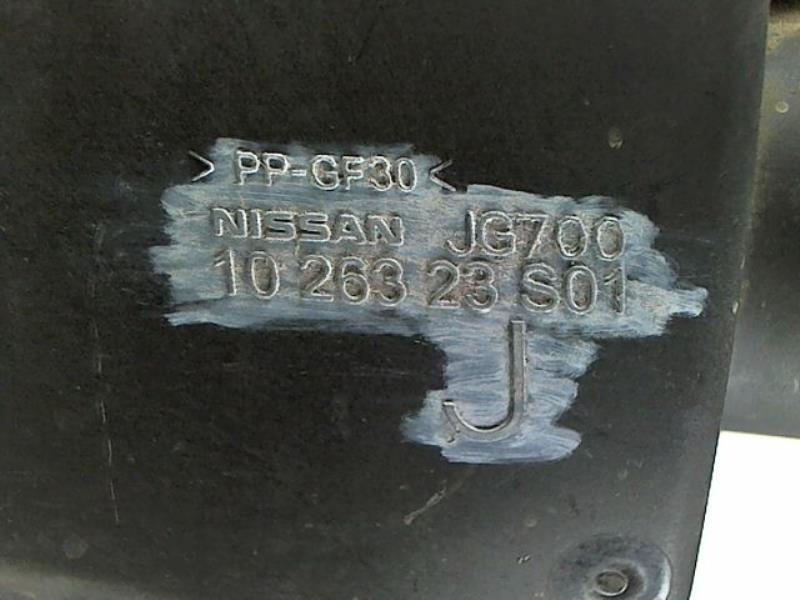 >PP-GF30<
NISSAN JG700
10 263 23 S01
J